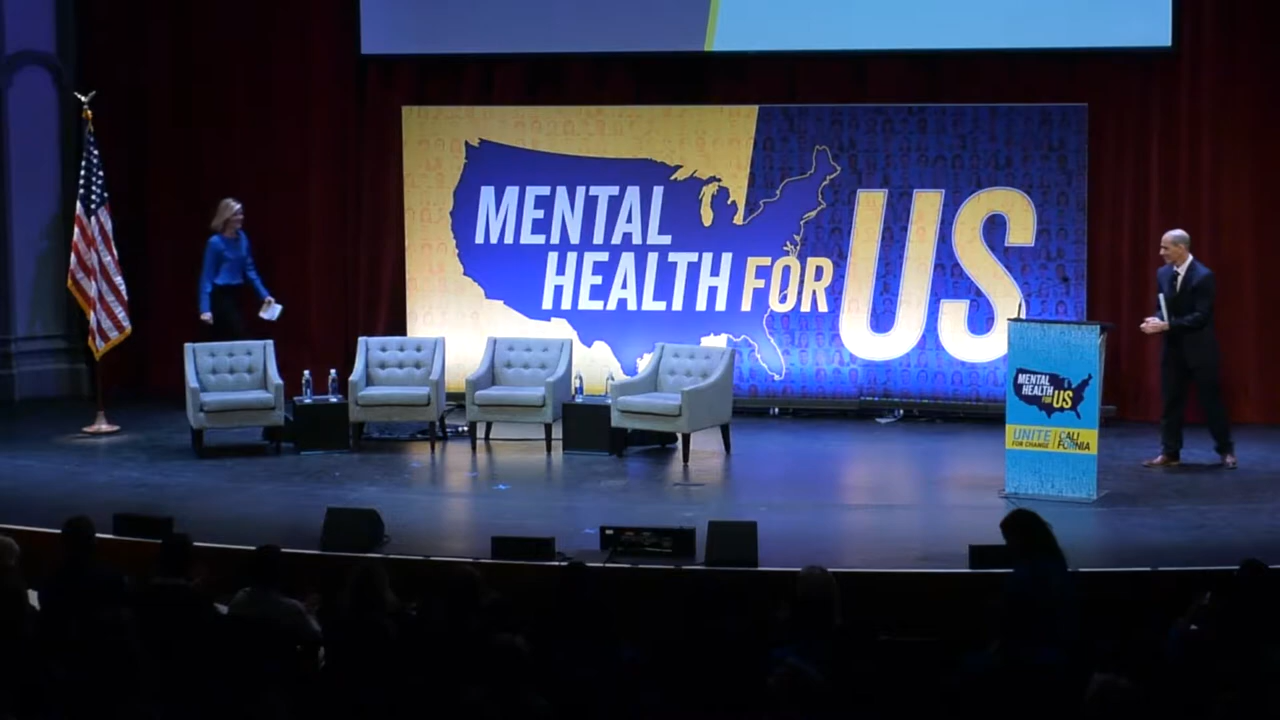 MENTAL
HEALTH FOR US
MENTAL
HEALTH
FOR US
UNITE FOR CHANGE
CALIFORNIA